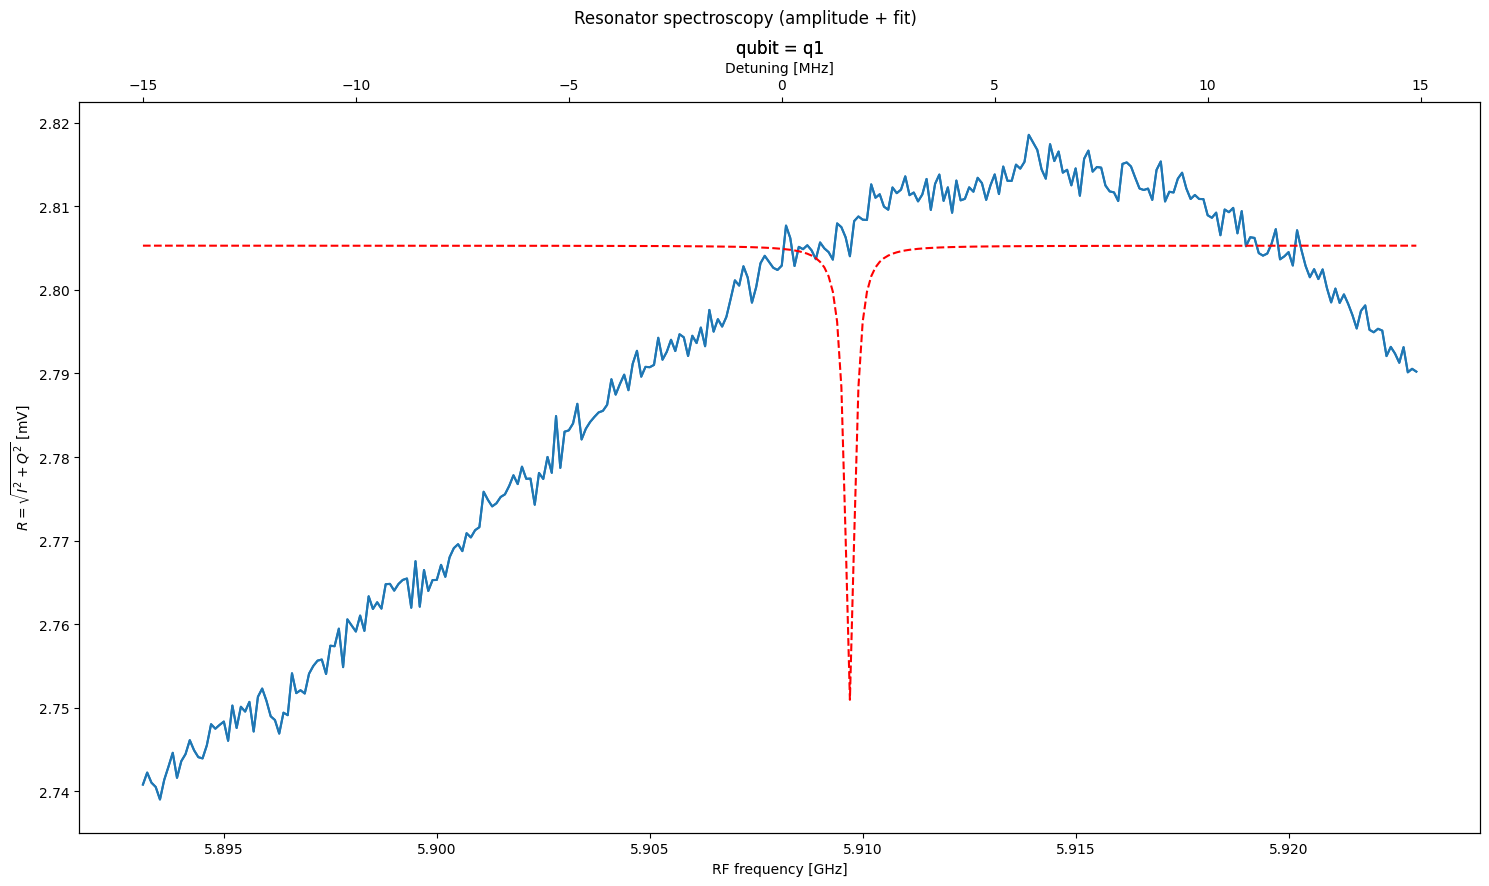 Resonator spectroscopy (amplitude + fit)
qubit = q1
Detuning [MHz]
−15 −10 −5 0 5 10 15
2.82
2.81
2.80
2.79
2.78
2.77
2.76
2.75
2.74
R = √I² + Q² [mV]
5.895 5.900 5.905 5.910 5.915 5.920
RF frequency [GHz]